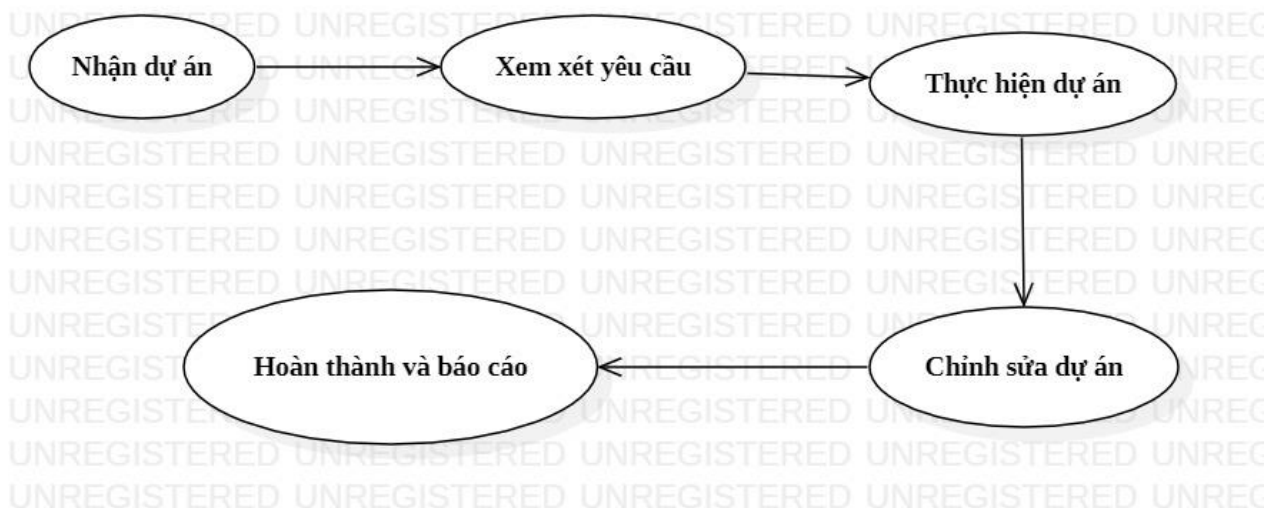 Nhận dự án
Xem xét yêu cầu
Thực hiện dự án
Hoàn thành và báo cáo
Chỉnh sửa dự án
UNREGISTERED